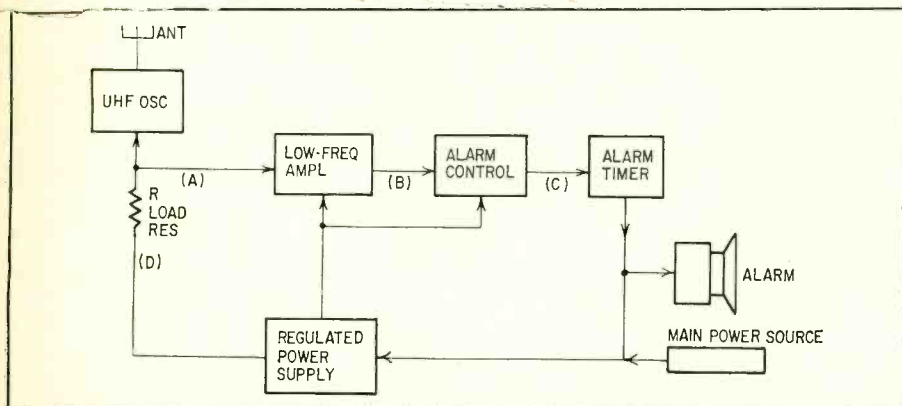 ANT
UHF OSC
(A)
LOW-FREQ
AMPL
(B)
ALARM
CONTROL
(C)
ALARM
TIMER
R
LOAD
RES
(D)
ALARM
MAIN POWER SOURCE
REGULATED
POWER
SUPPLY